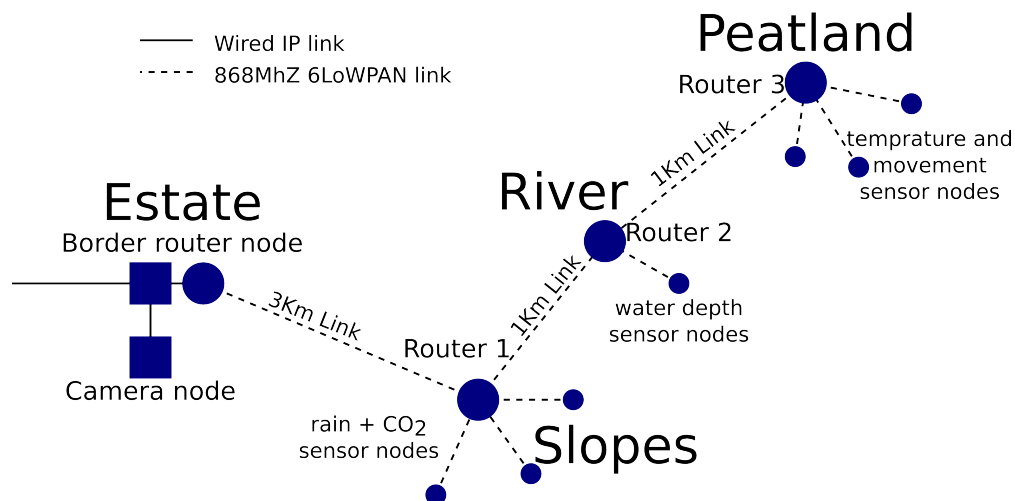 Peatland
Wired IP link
868MhZ 6LoWPAN link
Router 3
1Km Link
temprature and
movement
sensor nodes
River
Estate
Border router node
Router 2
1Km Link
3Km Link
water depth
sensor nodes
Router 1
Camera node
rain + CO2
sensor nodes
Slopes